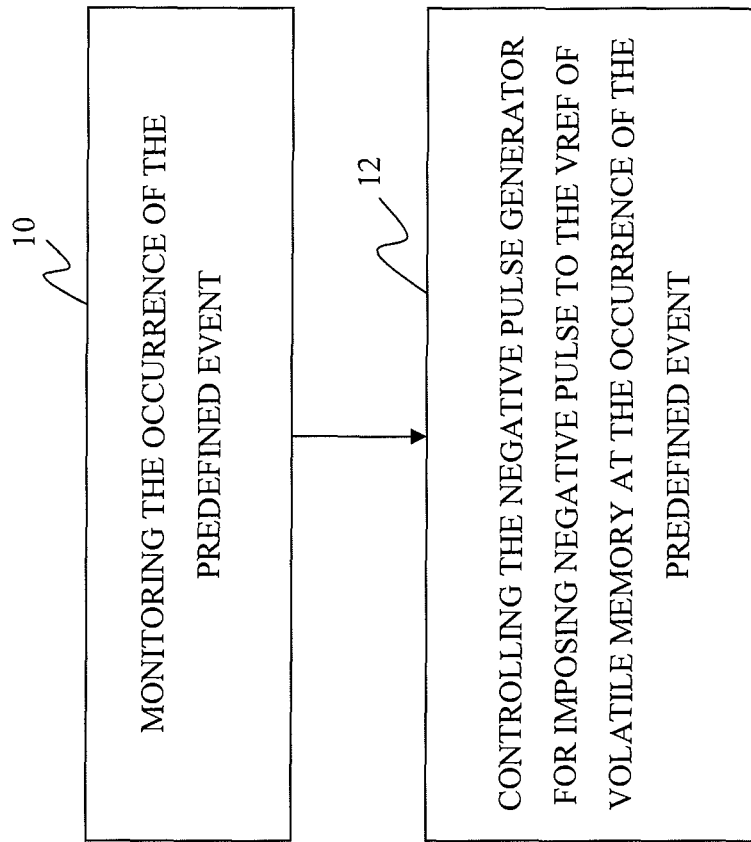 10
MONITORING THE OCCURRENCE OF THE
PREDEFINED EVENT
12
CONTROLLING THE NEGATIVE PULSE GENERATOR
FOR IMPOSING NEGATIVE PULSE TO THE VREF OF
VOLATILE MEMORY AT THE OCCURRENCE OF THE
PREDEFINED EVENT